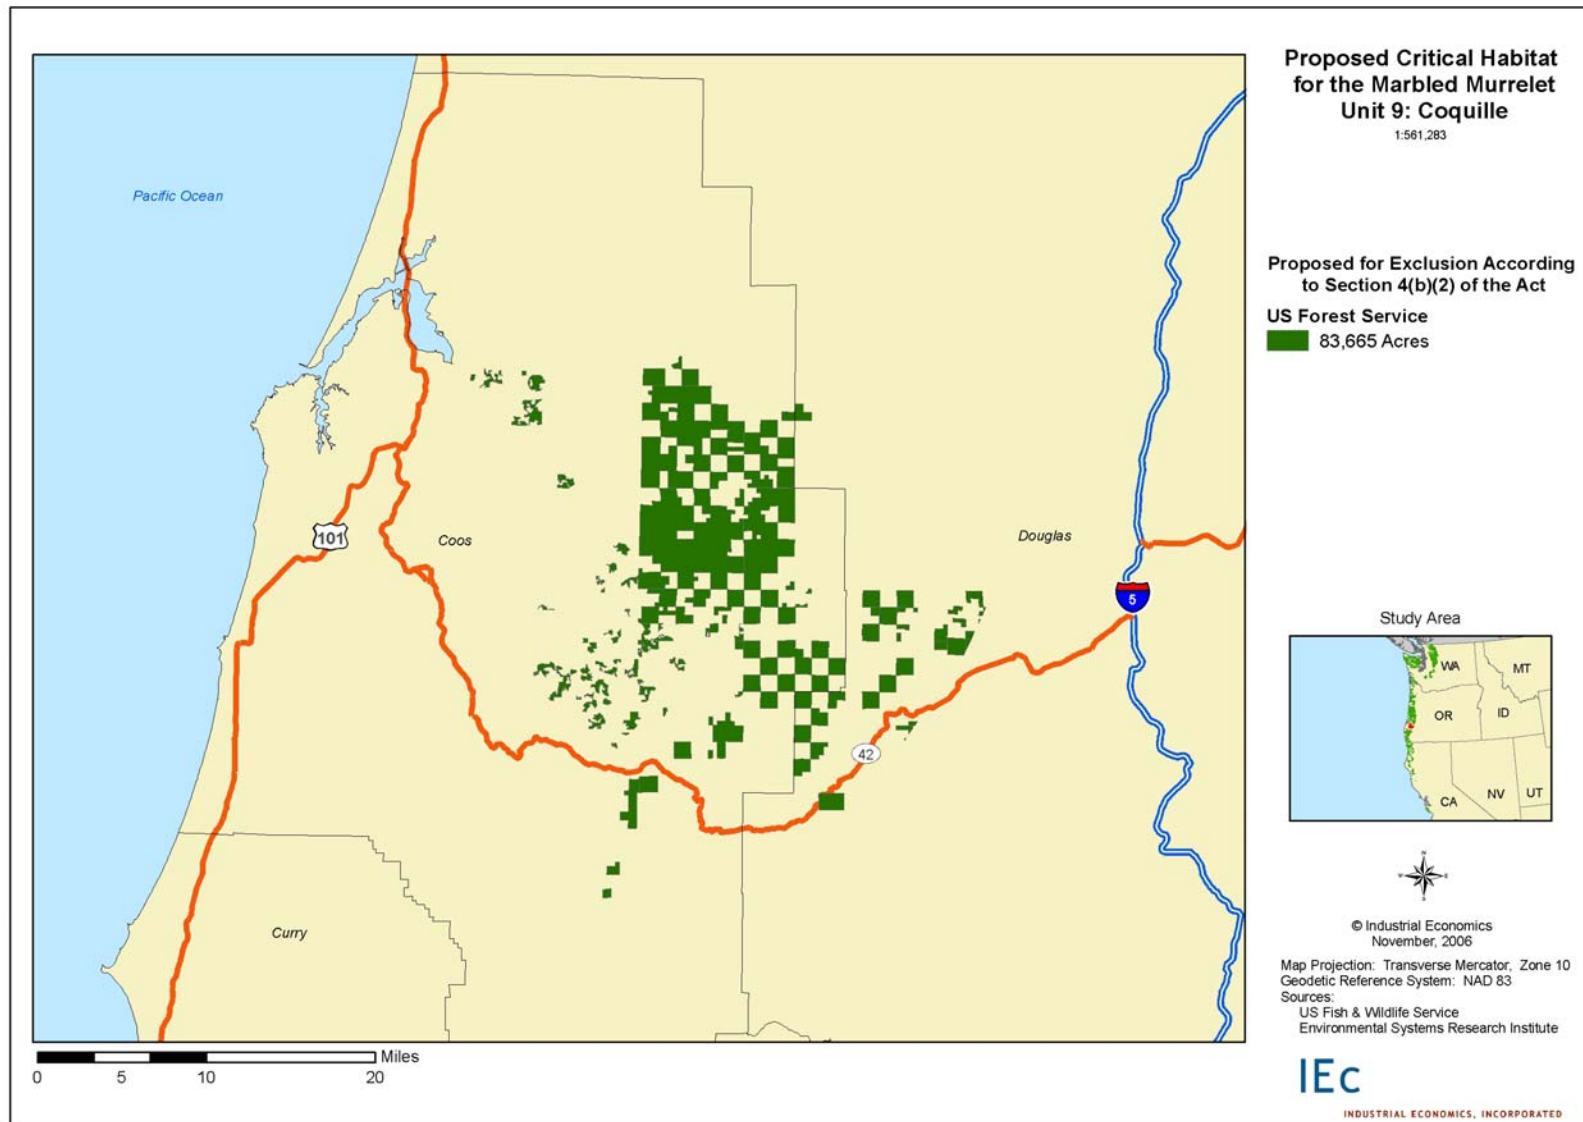 Proposed Critical Habitat
for the Marbled Murrelet
Unit 9: Coquille
1:561,283
Proposed for Exclusion According
to Section 4(b)(2) of the Act
US Forest Service
83,665 Acres
Pacific Ocean
101
Coos
Douglas
5
42
Curry
Miles
0 5 10 20
Study Area
WA
MT
OR
ID
CA
NV
UT
N
W E
S
© Industrial Economics
November, 2006
Map Projection: Transverse Mercator, Zone 10
Geodetic Reference System: NAD 83
Sources:
US Fish & Wildlife Service
Environmental Systems Research Institute
IEc
INDUSTRIAL ECONOMICS, INCORPORATED